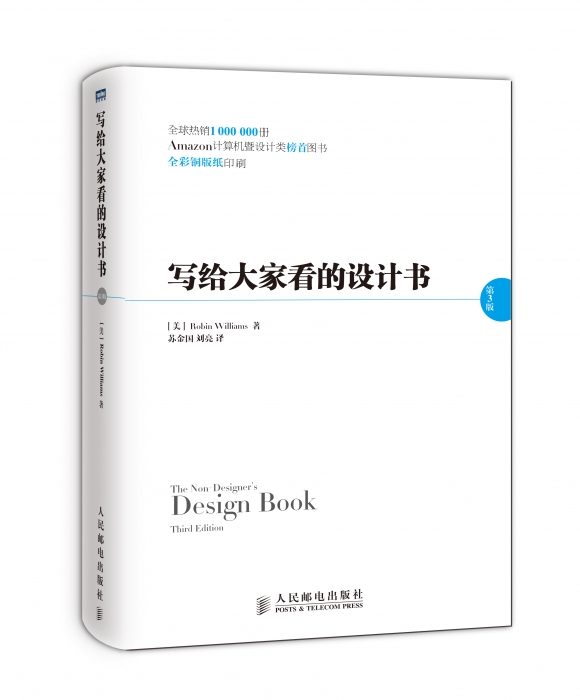 全球热销1 000 000册
Amazon计算机暨设计类榜首图书
全彩铜版纸印刷
写给大家看的设计书
第3版
[美] Robin Williams 著
苏金国 刘亮 译
The Non-Designer's
Design Book
Third Edition
人民邮电出版社
POSTS & TELECOM PRESS
写给大家看的设计书
[美] Robin Williams 著
人民邮电出版社